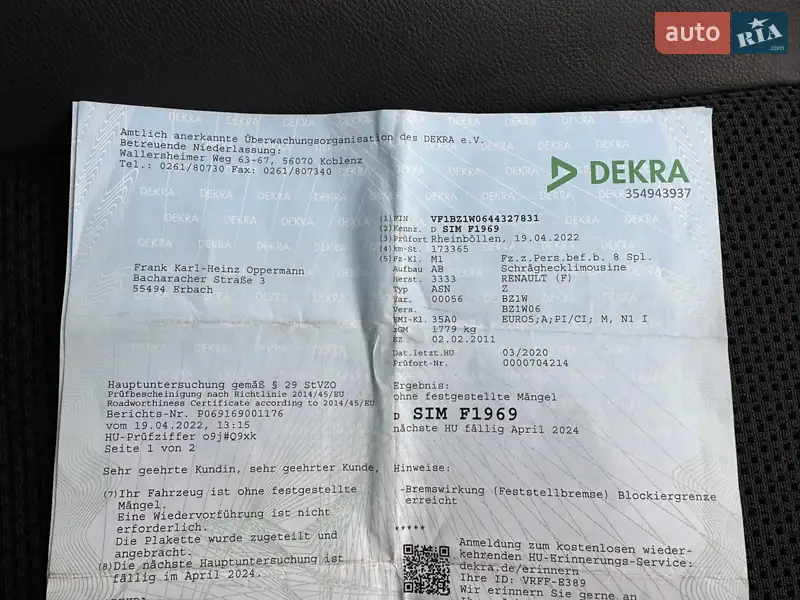 auto RIA .com
Amtlich anerkannte Überwachungsorganisation des DEKRA e.V.
Betreuende Niederlassung:
Wallersheimer Weg 63-67, 56070 Koblenz
Tel.: 0261/80730 Fax: 0261/807340
DEKRA
354943937
(1) FIN VF1BZ1W0644327831
(2) Kennz. D SIM F1969
(3) Prüfort Rheinböllen, 19.04.2022
(4) km-St. 173365
(5) Fz-Kl. M1 Fz.z.Pers.bef.b. 8 Spl.
Aufbau AB Schräghecklimousine
Herst. 3333 RENAULT (F)
Typ ASN Z
Var. 00056 BZ1W
Vers. BZ1W06
EMI-Kl. 35A0 EURO5;A;PI/CI; M, N1 I
zGM 1779 kg
EZ 02.02.2011
Dat.letzt.HU 03/2020
Prüfort-Nr. 0000704214
Frank Karl-Heinz Oppermann
Bacharacher Straße 3
55494 Erbach
Hauptuntersuchung gemäß § 29 StVZO
Prüfbescheinigung nach Richtlinie 2014/45/EU
Roadworthiness Certificate according to 2014/45/EU
Berichts-Nr. P069169001176
vom 19.04.2022, 13:15
HU-Prüfziffer o9j#Q9xk
Seite 1 von 2
Ergebnis:
ohne festgestellte Mängel
D SIM F1969
nächste HU fällig April 2024
Sehr geehrte Kundin, sehr geehrter Kunde,
(7) Ihr Fahrzeug ist ohne festgestellte
Mängel.
Eine Wiedervorführung ist nicht
erforderlich.
Die Plakette wurde zugeteilt und
angebracht.
(8) Die nächste Hauptuntersuchung ist
fällig im April 2024.
Hinweise:
-Bremswirkung (Feststellbremse) Blockiergrenze
erreicht
*****
Anmeldung zum kostenlosen wieder-
kehrenden HU-Erinnerungs-Service:
dekra.de/erinnern
Ihre ID: VRFF-E389
Wir erinnern Sie gerne an